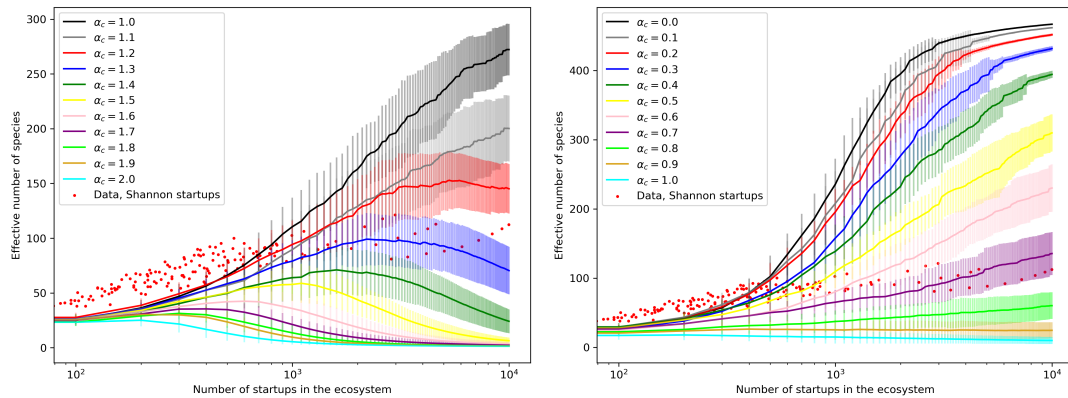 300
250
200
150
100
50
0
Effective number of species
α_c = 1.0
α_c = 1.1
α_c = 1.2
α_c = 1.3
α_c = 1.4
α_c = 1.5
α_c = 1.6
α_c = 1.7
α_c = 1.8
α_c = 1.9
α_c = 2.0
Data, Shannon startups
10²
10³
10⁴
Number of startups in the ecosystem
400
300
200
100
0
Effective number of species
α_c = 0.0
α_c = 0.1
α_c = 0.2
α_c = 0.3
α_c = 0.4
α_c = 0.5
α_c = 0.6
α_c = 0.7
α_c = 0.8
α_c = 0.9
α_c = 1.0
Data, Shannon startups
10²
10³
10⁴
Number of startups in the ecosystem